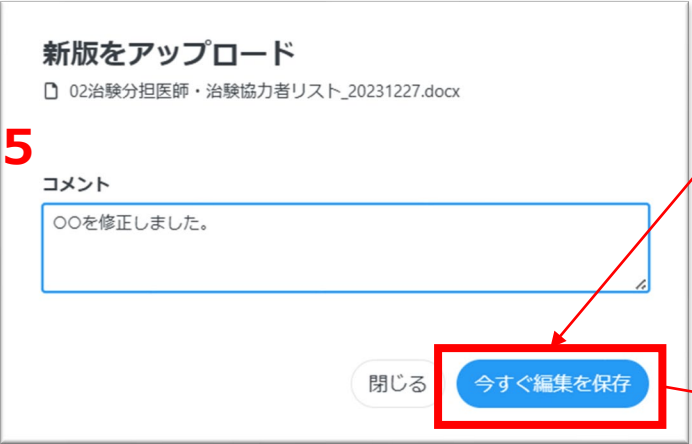 新版をアップロード
02治験分担医師・治験協力者リスト_20231227.docx
5
コメント
○○を修正しました。
閉じる
今すぐ編集を保存